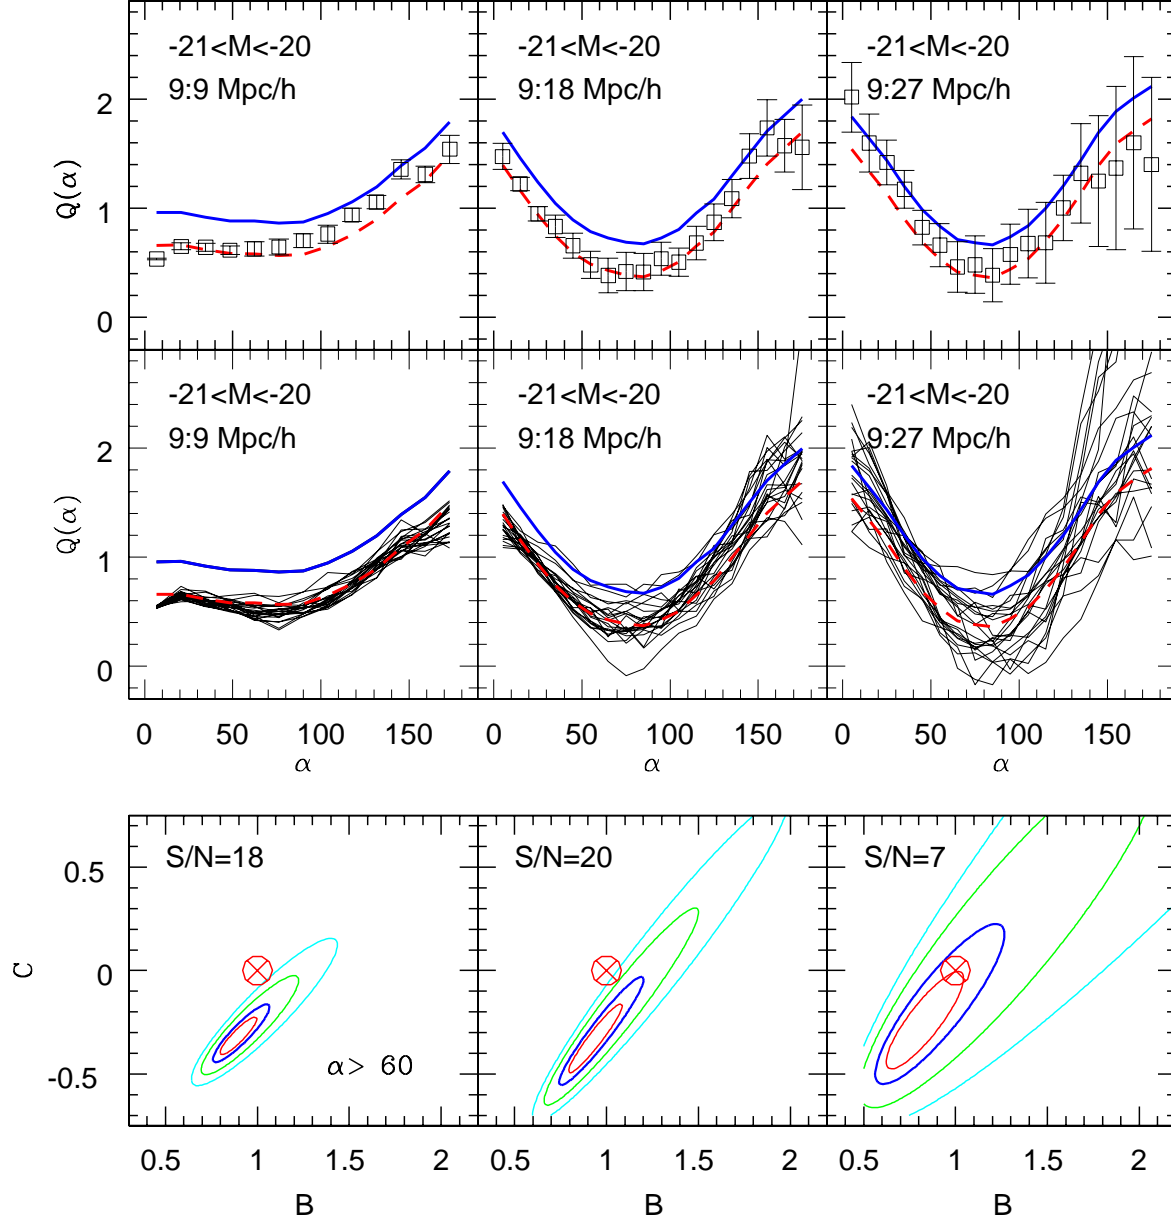 -21<M<-20
9:9 Mpc/h
-21<M<-20
9:18 Mpc/h
-21<M<-20
9:27 Mpc/h
2
1
0
Q(α)
-21<M<-20
9:9 Mpc/h
-21<M<-20
9:18 Mpc/h
-21<M<-20
9:27 Mpc/h
2
1
0
Q(α)
0 50 100 150
0 50 100 150
0 50 100 150
α
α
α
S/N=18
S/N=20
S/N=7
0.5
0
-0.5
C
α> 60
0.5 1 1.5 2
0.5 1 1.5 2
0.5 1 1.5 2
B
B
B